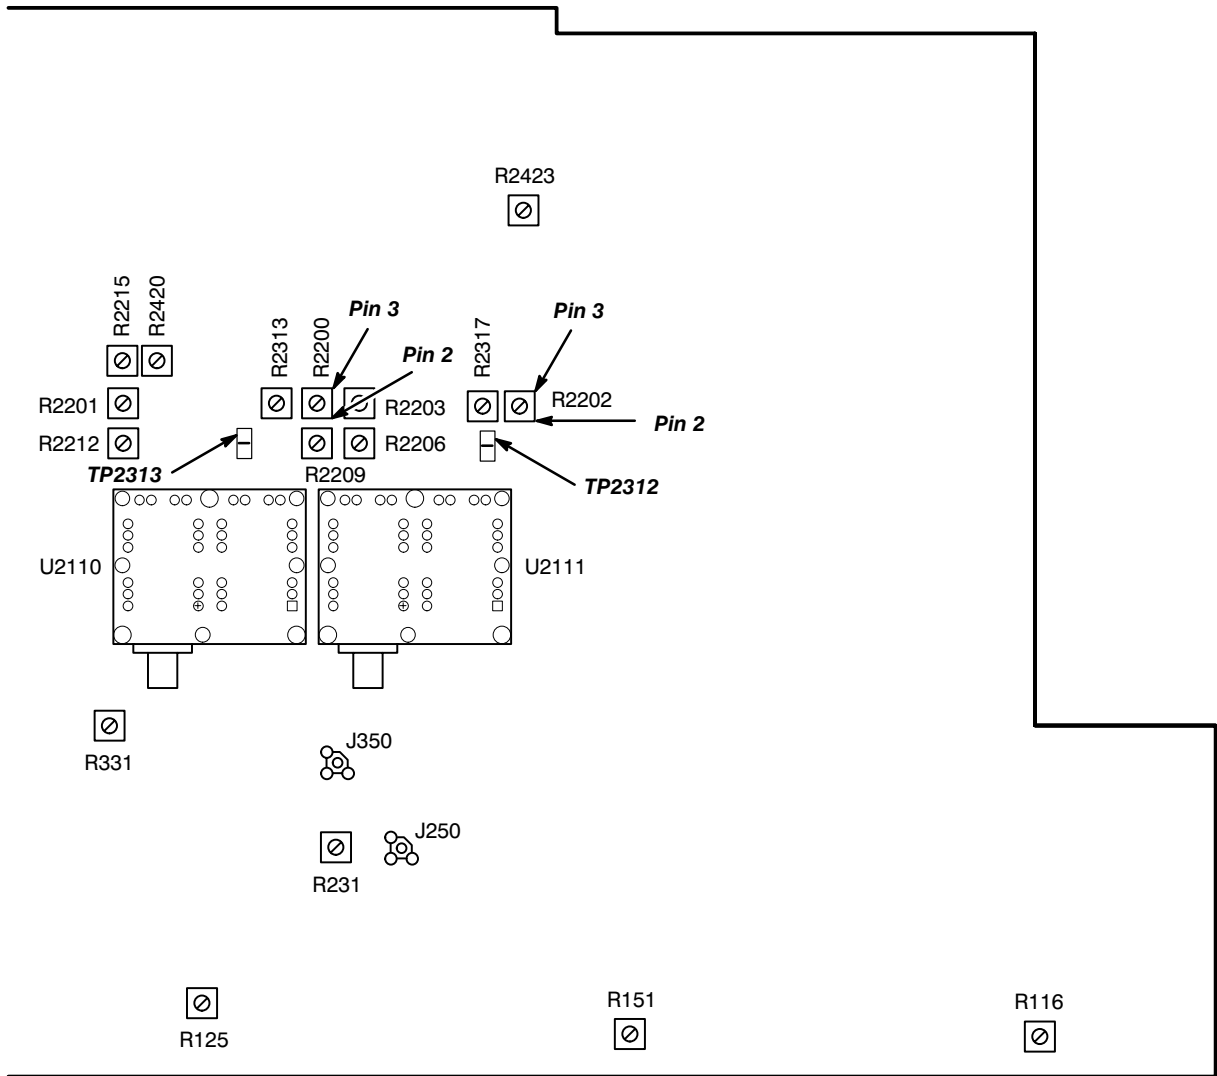 R2423
R2215
R2420
R2313
R2200
Pin 3
Pin 2
R2317
Pin 3
R2201
R2203
R2202
Pin 2
R2212
R2206
TP2313
R2209
TP2312
U2110
U2111
R331
J350
J250
R231
R125
R151
R116